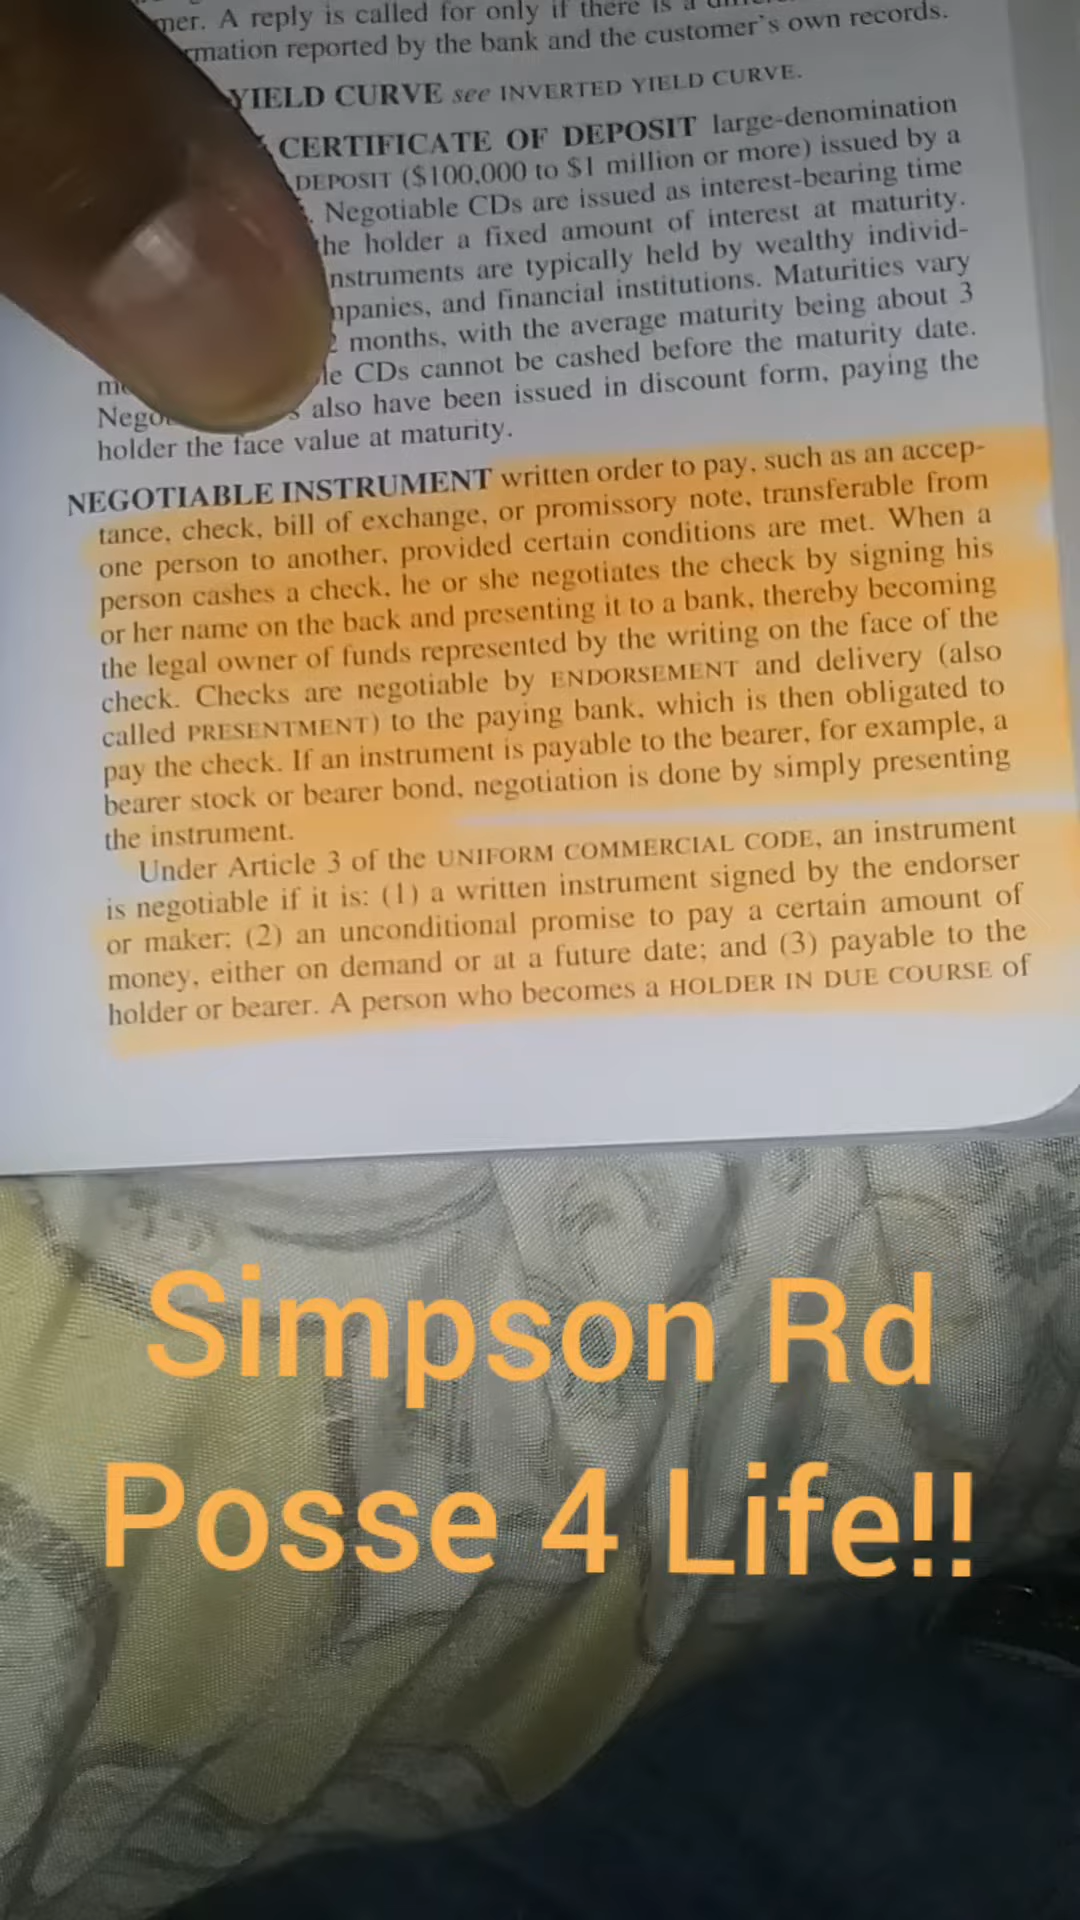 mer. A reply is called for only if there is a
rmation reported by the bank and the customer's own records.
YIELD CURVE see INVERTED YIELD CURVE.
CERTIFICATE OF DEPOSIT large-denomination
DEPOSIT ($100,000 to $1 million or more) issued by a
. Negotiable CDs are issued as interest-bearing time
the holder a fixed amount of interest at maturity.
nstruments are typically held by wealthy individ-
mpanies, and financial institutions. Maturities vary
2 months, with the average maturity being about 3
le CDs cannot be cashed before the maturity date.
also have been issued in discount form, paying the
holder the face value at maturity.
NEGOTIABLE INSTRUMENT written order to pay, such as an accep-
tance, check, bill of exchange, or promissory note, transferable from
one person to another, provided certain conditions are met. When a
person cashes a check, he or she negotiates the check by signing his
or her name on the back and presenting it to a bank, thereby becoming
the legal owner of funds represented by the writing on the face of the
check. Checks are negotiable by ENDORSEMENT and delivery (also
called PRESENTMENT) to the paying bank, which is then obligated to
pay the check. If an instrument is payable to the bearer, for example, a
bearer stock or bearer bond, negotiation is done by simply presenting
the instrument.
Under Article 3 of the UNIFORM COMMERCIAL CODE, an instrument
is negotiable if it is: (1) a written instrument signed by the endorser
or maker; (2) an unconditional promise to pay a certain amount of
money, either on demand or at a future date; and (3) payable to the
holder or bearer. A person who becomes a HOLDER IN DUE COURSE of
Simpson Rd
Posse 4 Life!!